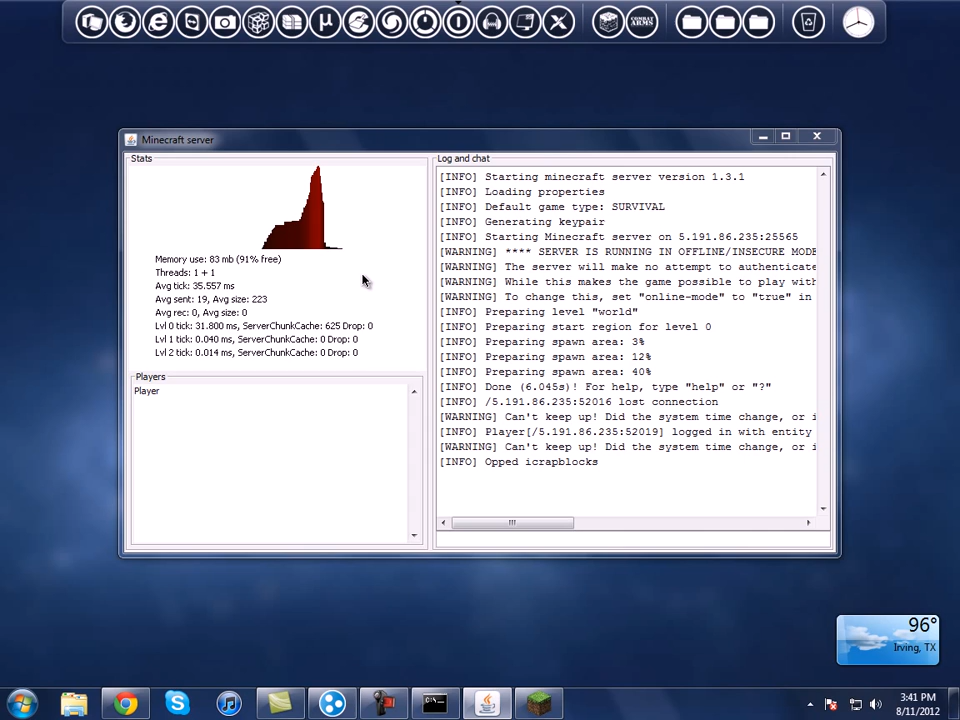 COMBAT
ARMS
Minecraft server
Stats
Memory use: 83 mb (91% free)
Threads: 1 + 1
Avg tick: 35.557 ms
Avg sent: 19, Avg size: 223
Avg rec: 0, Avg size: 0
Lvl 0 tick: 31.800 ms, ServerChunkCache: 625 Drop: 0
Lvl 1 tick: 0.040 ms, ServerChunkCache: 0 Drop: 0
Lvl 2 tick: 0.014 ms, ServerChunkCache: 0 Drop: 0
Players
Player
Log and chat
[INFO] Starting minecraft server version 1.3.1
[INFO] Loading properties
[INFO] Default game type: SURVIVAL
[INFO] Generating keypair
[INFO] Starting Minecraft server on 5.191.86.235:25565
[WARNING] **** SERVER IS RUNNING IN OFFLINE/INSECURE MODE
[WARNING] The server will make no attempt to authenticate
[WARNING] While this makes the game possible to play with
[WARNING] To change this, set "online-mode" to "true" in
[INFO] Preparing level "world"
[INFO] Preparing start region for level 0
[INFO] Preparing spawn area: 3%
[INFO] Preparing spawn area: 12%
[INFO] Preparing spawn area: 40%
[INFO] Done (6.045s)! For help, type "help" or "?"
[INFO] /5.191.86.235:52016 lost connection
[WARNING] Can't keep up! Did the system time change, or i
[INFO] Player[/5.191.86.235:52019] logged in with entity
[WARNING] Can't keep up! Did the system time change, or i
[INFO] Opped icrapblocks
96°
Irving, TX
3:41 PM
8/11/2012